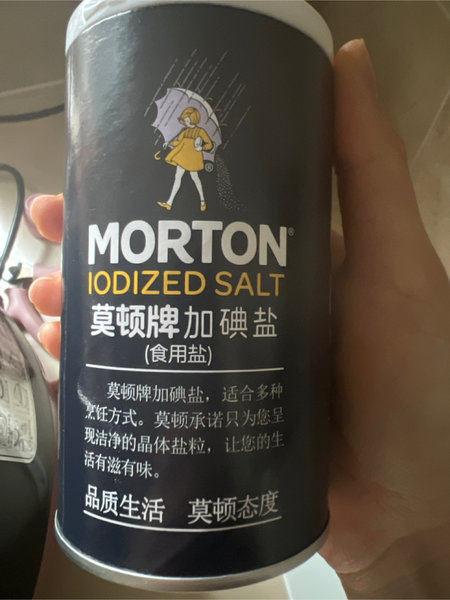 MORTON®
IODIZED SALT
莫顿牌加碘盐
(食用盐)
莫顿牌加碘盐，适合多种
烹饪方式。莫顿承诺只为您呈
现洁净的晶体盐粒，让您的生
活有滋有味。
品质生活 莫顿态度